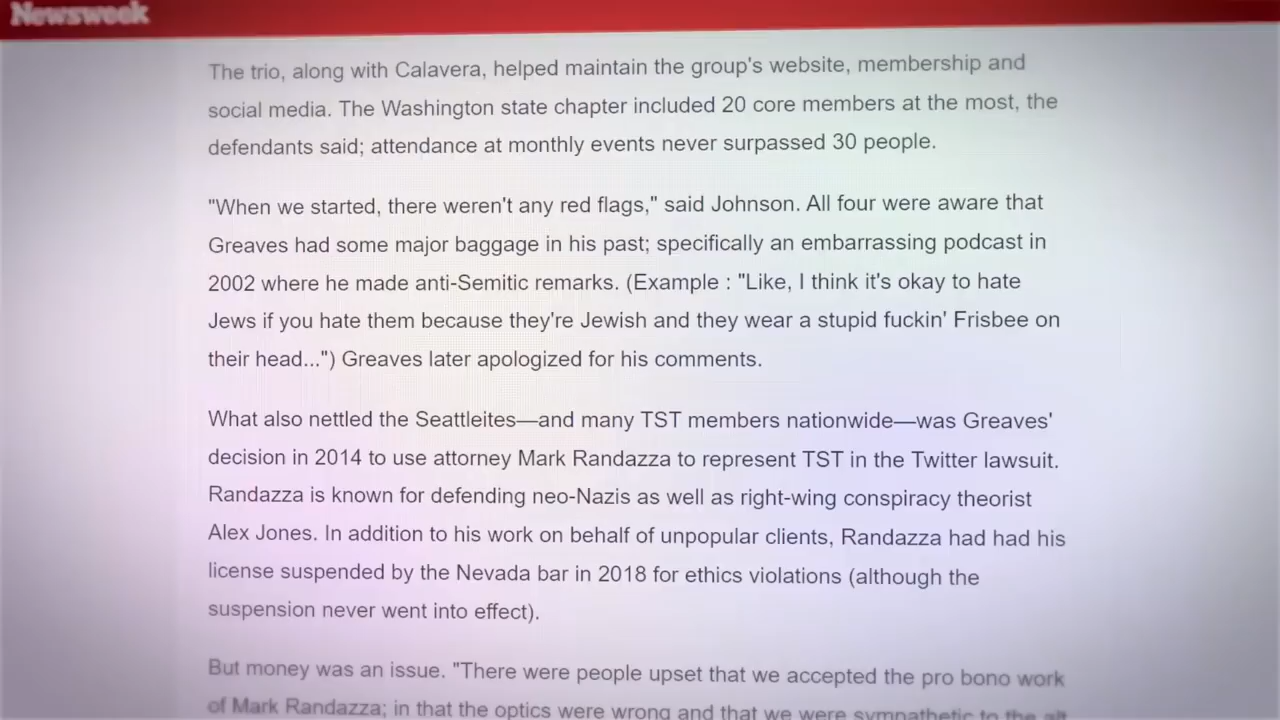 Newsweek
The trio, along with Calavera, helped maintain the group's website, membership and
social media. The Washington state chapter included 20 core members at the most, the
defendants said; attendance at monthly events never surpassed 30 people.
"When we started, there weren't any red flags," said Johnson. All four were aware that
Greaves had some major baggage in his past; specifically an embarrassing podcast in
2002 where he made anti-Semitic remarks. (Example : "Like, I think it's okay to hate
Jews if you hate them because they're Jewish and they wear a stupid fuckin' Frisbee on
their head...") Greaves later apologized for his comments.
What also nettled the Seattleites—and many TST members nationwide—was Greaves'
decision in 2014 to use attorney Mark Randazza to represent TST in the Twitter lawsuit.
Randazza is known for defending neo-Nazis as well as right-wing conspiracy theorist
Alex Jones. In addition to his work on behalf of unpopular clients, Randazza had had his
license suspended by the Nevada bar in 2018 for ethics violations (although the
suspension never went into effect).
But money was an issue. "There were people upset that we accepted the pro bono work
of Mark Randazza; in that the optics were wrong and that we were sympathetic to the alt